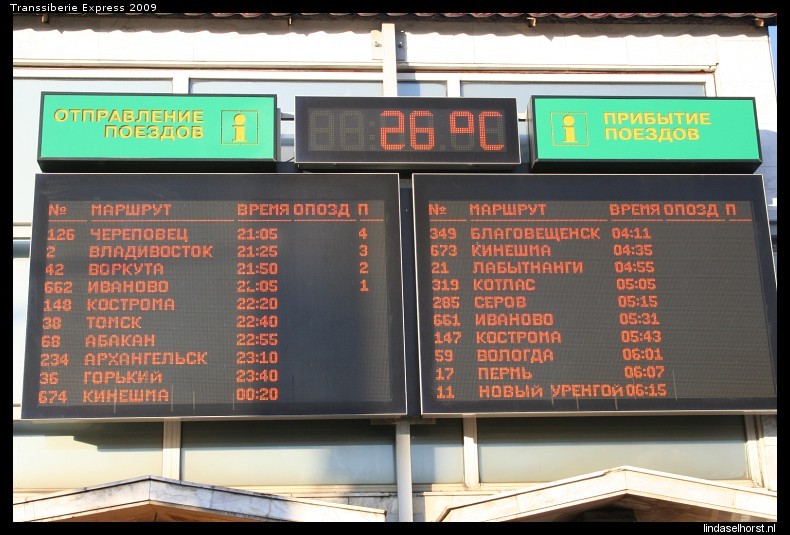 Transsiberie Express 2009
ОТПРАВЛЕНИЕ
ПОЕЗДОВ
26 °C
ПРИБЫТИЕ
ПОЕЗДОВ
№ МАРШРУТ ВРЕМЯ ОПОЗД П
126 ЧЕРЕПОВЕЦ 21:05 4
2 ВЛАДИВОСТОК 21:25 3
42 ВОРКУТА 21:50 2
662 ИВАНОВО 21:05 1
148 КОСТРОМА 22:20
38 ТОМСК 22:40
68 АБАКАН 22:55
234 АРХАНГЕЛЬСК 23:10
36 ГОРЬКИЙ 23:40
674 КИНЕШМА 00:20
№ МАРШРУТ ВРЕМЯ ОПОЗД П
349 БЛАГОВЕЩЕНСК 04:11
673 КИНЕШМА 04:35
21 ЛАБЫТНАНГИ 04:55
319 КОТЛАС 05:05
285 СЕРОВ 05:15
661 ИВАНОВО 05:31
147 КОСТРОМА 05:43
59 ВОЛОГДА 06:01
17 ПЕРМЬ 06:07
11 НОВЫЙ УРЕНГОЙ 06:15
lindaselhorst.nl